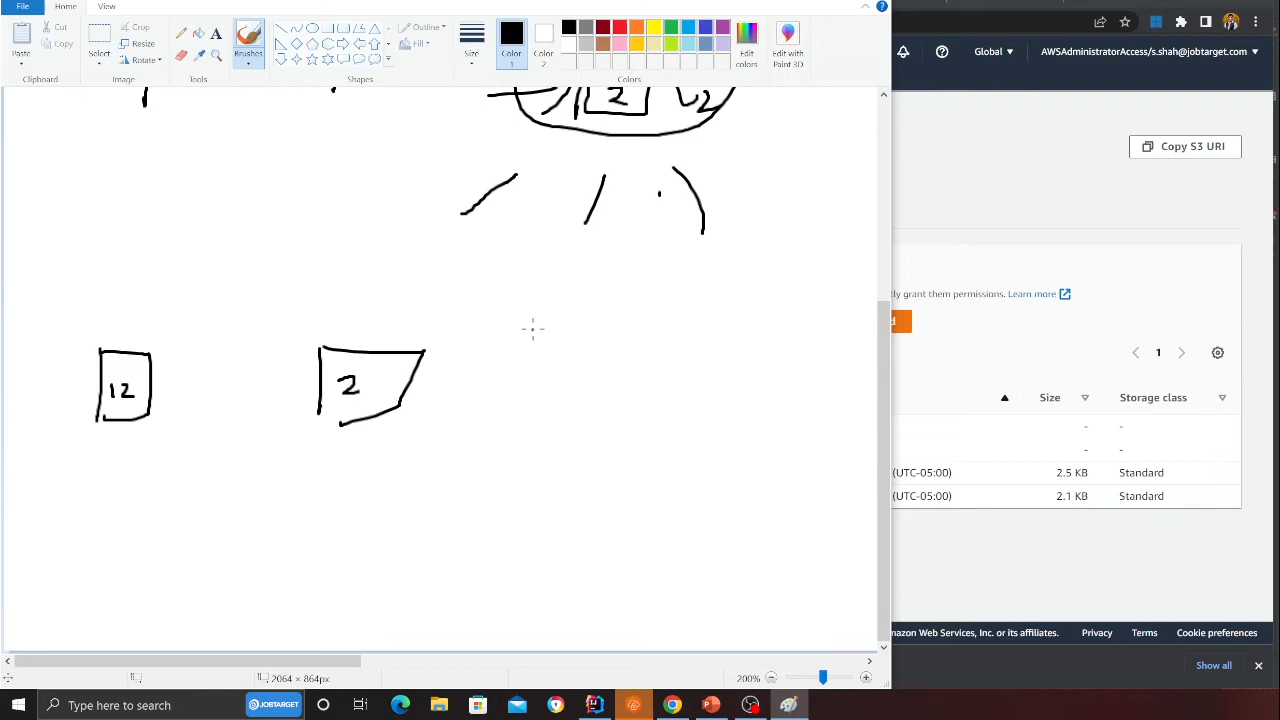 File Home View
Paste Cut Copy Select Crop Resize Rotate Brushes Outline Fill Size Color 1 Color 2 Edit colors Edit with Paint 3D
Clipboard Image Tools Shapes Colors
Global AWSAdministratorAccess/s.shah@jobtarget.com
2 2
Copy S3 URI
12 2
tly grant them permissions. Learn more
d
1
Size Storage class
- -
- -
(UTC-05:00) 2.5 KB Standard
(UTC-05:00) 2.1 KB Standard
mazon Web Services, Inc. or its affiliates. Privacy Terms Cookie preferences
Show all
2064 × 864px 200%
Type here to search JOBTARGET